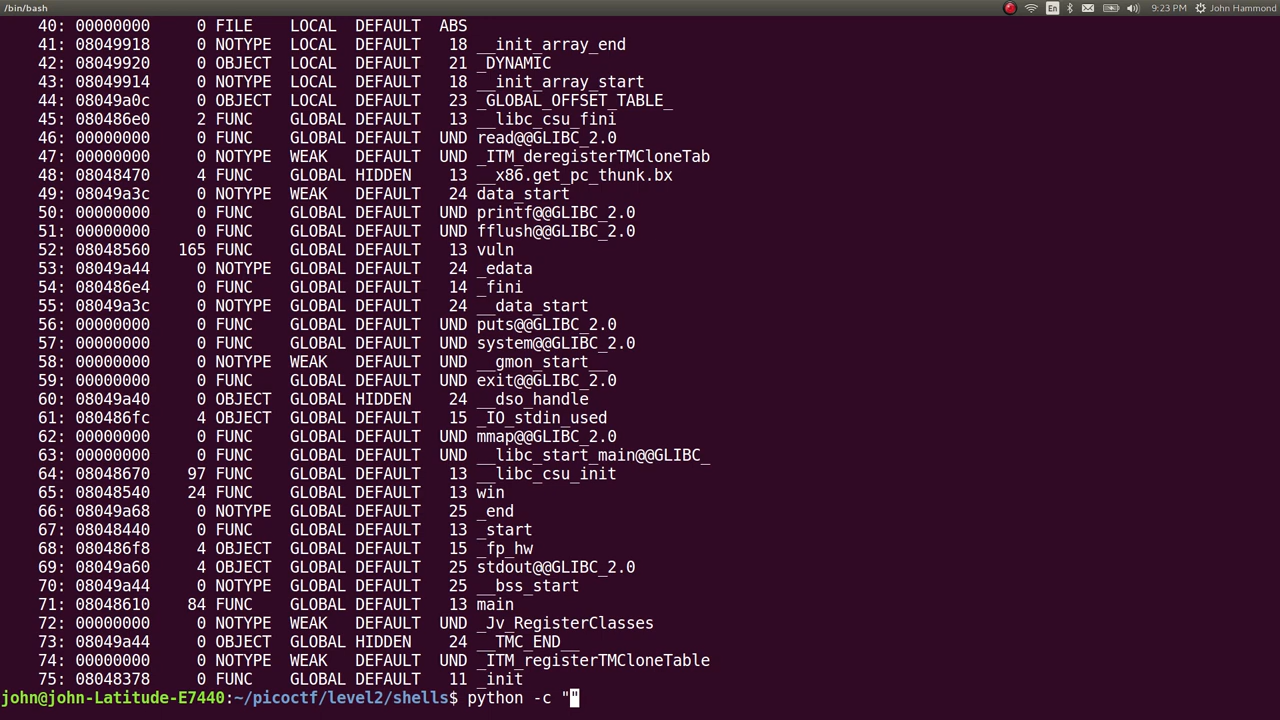 /bin/bash En 9:23 PM John Hammond
40: 00000000 0 FILE LOCAL DEFAULT ABS
41: 08049918 0 NOTYPE LOCAL DEFAULT 18 __init_array_end
42: 08049920 0 OBJECT LOCAL DEFAULT 21 _DYNAMIC
43: 08049914 0 NOTYPE LOCAL DEFAULT 18 __init_array_start
44: 08049a0c 0 OBJECT LOCAL DEFAULT 23 _GLOBAL_OFFSET_TABLE_
45: 080486e0 2 FUNC GLOBAL DEFAULT 13 __libc_csu_fini
46: 00000000 0 FUNC GLOBAL DEFAULT UND read@@GLIBC_2.0
47: 00000000 0 NOTYPE WEAK DEFAULT UND _ITM_deregisterTMCloneTab
48: 08048470 4 FUNC GLOBAL HIDDEN 13 __x86.get_pc_thunk.bx
49: 08049a3c 0 NOTYPE WEAK DEFAULT 24 data_start
50: 00000000 0 FUNC GLOBAL DEFAULT UND printf@@GLIBC_2.0
51: 00000000 0 FUNC GLOBAL DEFAULT UND fflush@@GLIBC_2.0
52: 08048560 165 FUNC GLOBAL DEFAULT 13 vuln
53: 08049a44 0 NOTYPE GLOBAL DEFAULT 24 _edata
54: 080486e4 0 FUNC GLOBAL DEFAULT 14 _fini
55: 08049a3c 0 NOTYPE GLOBAL DEFAULT 24 __data_start
56: 00000000 0 FUNC GLOBAL DEFAULT UND puts@@GLIBC_2.0
57: 00000000 0 FUNC GLOBAL DEFAULT UND system@@GLIBC_2.0
58: 00000000 0 NOTYPE WEAK DEFAULT UND __gmon_start__
59: 00000000 0 FUNC GLOBAL DEFAULT UND exit@@GLIBC_2.0
60: 08049a40 0 OBJECT GLOBAL HIDDEN 24 __dso_handle
61: 080486fc 4 OBJECT GLOBAL DEFAULT 15 _IO_stdin_used
62: 00000000 0 FUNC GLOBAL DEFAULT UND mmap@@GLIBC_2.0
63: 00000000 0 FUNC GLOBAL DEFAULT UND __libc_start_main@@GLIBC_
64: 08048670 97 FUNC GLOBAL DEFAULT 13 __libc_csu_init
65: 08048540 24 FUNC GLOBAL DEFAULT 13 win
66: 08049a68 0 NOTYPE GLOBAL DEFAULT 25 _end
67: 08048440 0 FUNC GLOBAL DEFAULT 13 _start
68: 080486f8 4 OBJECT GLOBAL DEFAULT 15 _fp_hw
69: 08049a60 4 OBJECT GLOBAL DEFAULT 25 stdout@@GLIBC_2.0
70: 08049a44 0 NOTYPE GLOBAL DEFAULT 25 __bss_start
71: 08048610 84 FUNC GLOBAL DEFAULT 13 main
72: 00000000 0 NOTYPE WEAK DEFAULT UND _Jv_RegisterClasses
73: 08049a44 0 OBJECT GLOBAL HIDDEN 24 __TMC_END__
74: 00000000 0 NOTYPE WEAK DEFAULT UND _ITM_registerTMCloneTable
75: 08048378 0 FUNC GLOBAL DEFAULT 11 _init
john@john-Latitude-E7440:~/picoctf/level2/shells$ python -c ""